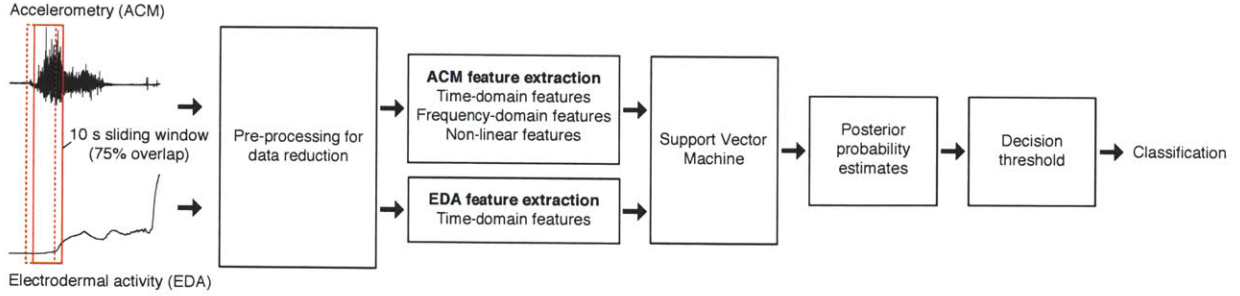 Accelerometry (ACM)
10 s sliding window
(75% overlap)
Electrodermal activity (EDA)
Pre-processing for
data reduction
ACM feature extraction
Time-domain features
Frequency-domain features
Non-linear features
EDA feature extraction
Time-domain features
Support Vector
Machine
Posterior
probability
estimates
Decision
threshold
Classification